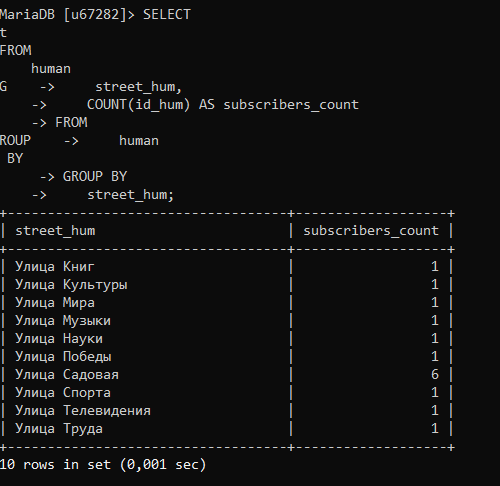 MariaDB [u67282]> SELECT
t
FROM
    human
G    ->     street_hum,
    ->     COUNT(id_hum) AS subscribers_count
    -> FROM
ROUP    ->     human
 BY
     -> GROUP BY
    ->     street_hum;
+-----------------------------------+-------------------+
| street_hum                        | subscribers_count |
+-----------------------------------+-------------------+
| Улица Книг                        |                 1 |
| Улица Культуры                    |                 1 |
| Улица Мира                        |                 1 |
| Улица Музыки                      |                 1 |
| Улица Науки                       |                 1 |
| Улица Победы                      |                 1 |
| Улица Садовая                     |                 6 |
| Улица Спорта                      |                 1 |
| Улица Телевидения                 |                 1 |
| Улица Труда                       |                 1 |
+-----------------------------------+-------------------+
10 rows in set (0,001 sec)